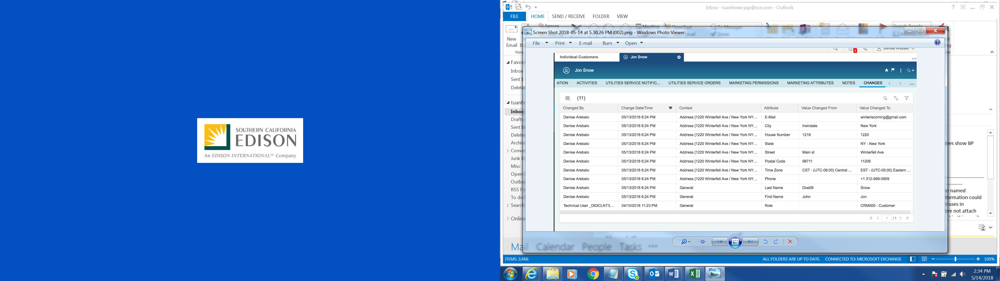 SOUTHERN CALIFORNIA
EDISON
An EDISON INTERNATIONAL℠ Company
Inbox - tuanhowe.yap@sce.com - Outlook
FILE HOME SEND / RECEIVE FOLDER VIEW
Ignore Meeting To Manager Search People
Done
New
Email
New
Favor
Inbox
Sent I
Delete
tuanh
Inbox
Drafts
Sent I
Delete
Archiv
Conve
Junk E
Misc
Open
Outbo
RSS F
To do
Search
Onlin
Screen Shot 2018-05-14 at 5.30.26 PM (002).png - Windows Photo Viewer
File Print E-mail Burn Open
1 Denise Arebalo
Individual Customers Jon Snow
Jon Snow
ATION ACTIVITIES UTILITIES SERVICE NOTIFIC... UTILITIES SERVICE ORDERS MARKETING PERMISSIONS MARKETING ATTRIBUTES NOTES CHANGES
(11)
Changed By Change Date/Time Context Attribute Value Changed From Value Changed To
Denise Arebalo 05/13/2018 6:24 PM Address [1220 Winterfell Ave / New York NY... E-Mail winteriscoming@gmail.com
Denise Arebalo 05/13/2018 6:24 PM Address [1220 Winterfell Ave / New York NY... City Irwindale New York
Denise Arebalo 05/13/2018 6:24 PM Address [1220 Winterfell Ave / New York NY... House Number 1218 1220
Denise Arebalo 05/13/2018 6:24 PM Address [1220 Winterfell Ave / New York NY... State NY - New York
Denise Arebalo 05/13/2018 6:24 PM Address [1220 Winterfell Ave / New York NY... Street Main st Winterfell Ave
Denise Arebalo 05/13/2018 6:24 PM Address [1220 Winterfell Ave / New York NY... Postal Code 98711 11206
Denise Arebalo 05/13/2018 6:24 PM Address [1220 Winterfell Ave / New York NY... Time Zone CST - (UTC-06:00) Central ... EST - (UTC-05:00) Eastern ...
Denise Arebalo 05/13/2018 6:24 PM Address [1220 Winterfell Ave / New York NY... Phone +1 312-999-0909
Denise Arebalo 05/13/2018 6:24 PM General Last Name Doe09 Snow
Denise Arebalo 05/13/2018 6:24 PM General First Name John Jon
Technical User _D03CLNT3... 04/10/2018 11:23 PM General Role CRM000 - Customer
1 / 1
es show BP
named
ormation could
ruses in
re not attach
Mail Calendar People Tasks
ITEMS: 3,466 ALL FOLDERS ARE UP TO DATE. CONNECTED TO: MICROSOFT EXCHANGE 100%
2:34 PM
5/14/2018